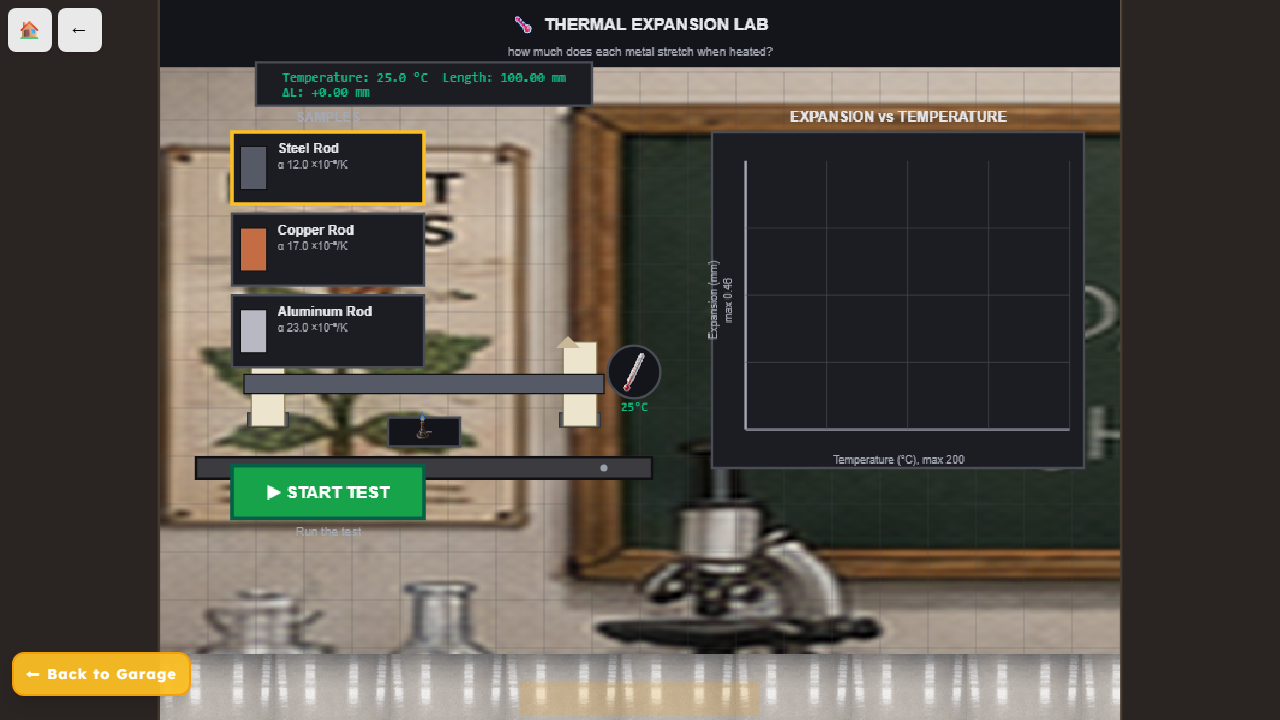 THERMAL EXPANSION LAB
how much does each metal stretch when heated?
Temperature: 25.0 °C Length: 100.00 mm
ΔL: +0.00 mm
SAMPLES
Steel Rod
α 12.0 ×10⁻⁶/K
Copper Rod
α 17.0 ×10⁻⁶/K
Aluminum Rod
α 23.0 ×10⁻⁶/K
25°C
▶ START TEST
Run the test
EXPANSION vs TEMPERATURE
Expansion (mm)
max 0.48
Temperature (°C), max 200
← Back to Garage